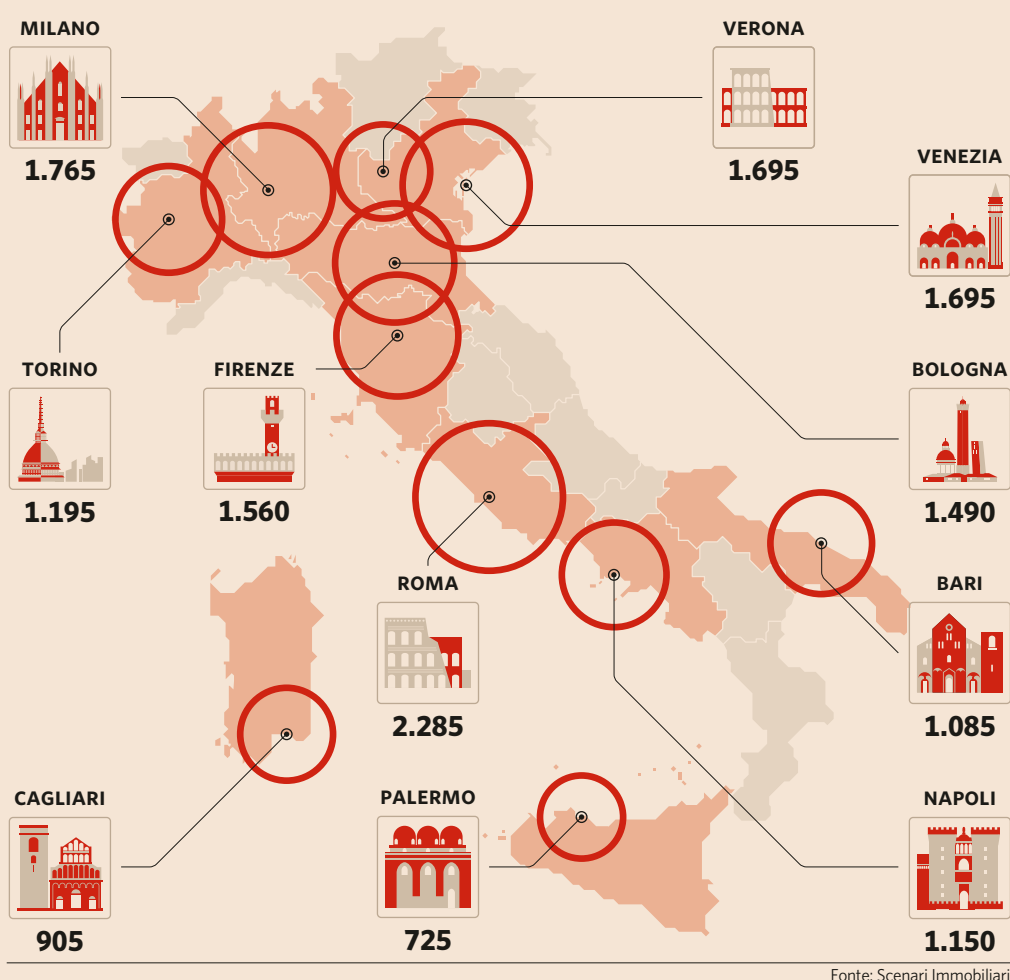 MILANO
1.765
VERONA
1.695
VENEZIA
1.695
TORINO
1.195
FIRENZE
1.560
BOLOGNA
1.490
ROMA
2.285
BARI
1.085
CAGLIARI
905
PALERMO
725
NAPOLI
1.150
Fonte: Scenari Immobiliari